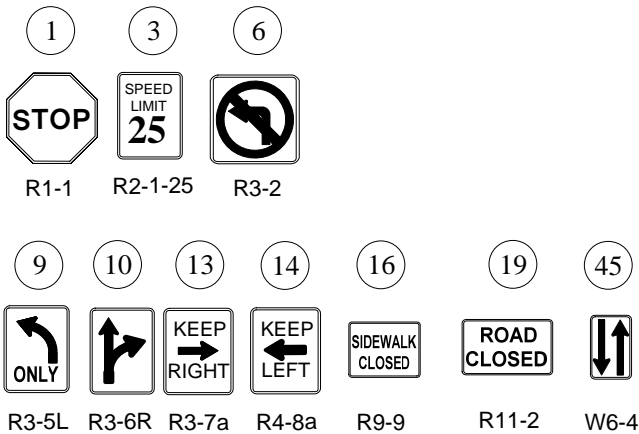 1 3 6
STOP
SPEED
LIMIT
25
R1-1 R2-1-25 R3-2
9 10 13 14 16 19 45
ONLY
KEEP
RIGHT
KEEP
LEFT
SIDEWALK
CLOSED
ROAD
CLOSED
R3-5L R3-6R R3-7a R4-8a R9-9 R11-2 W6-4